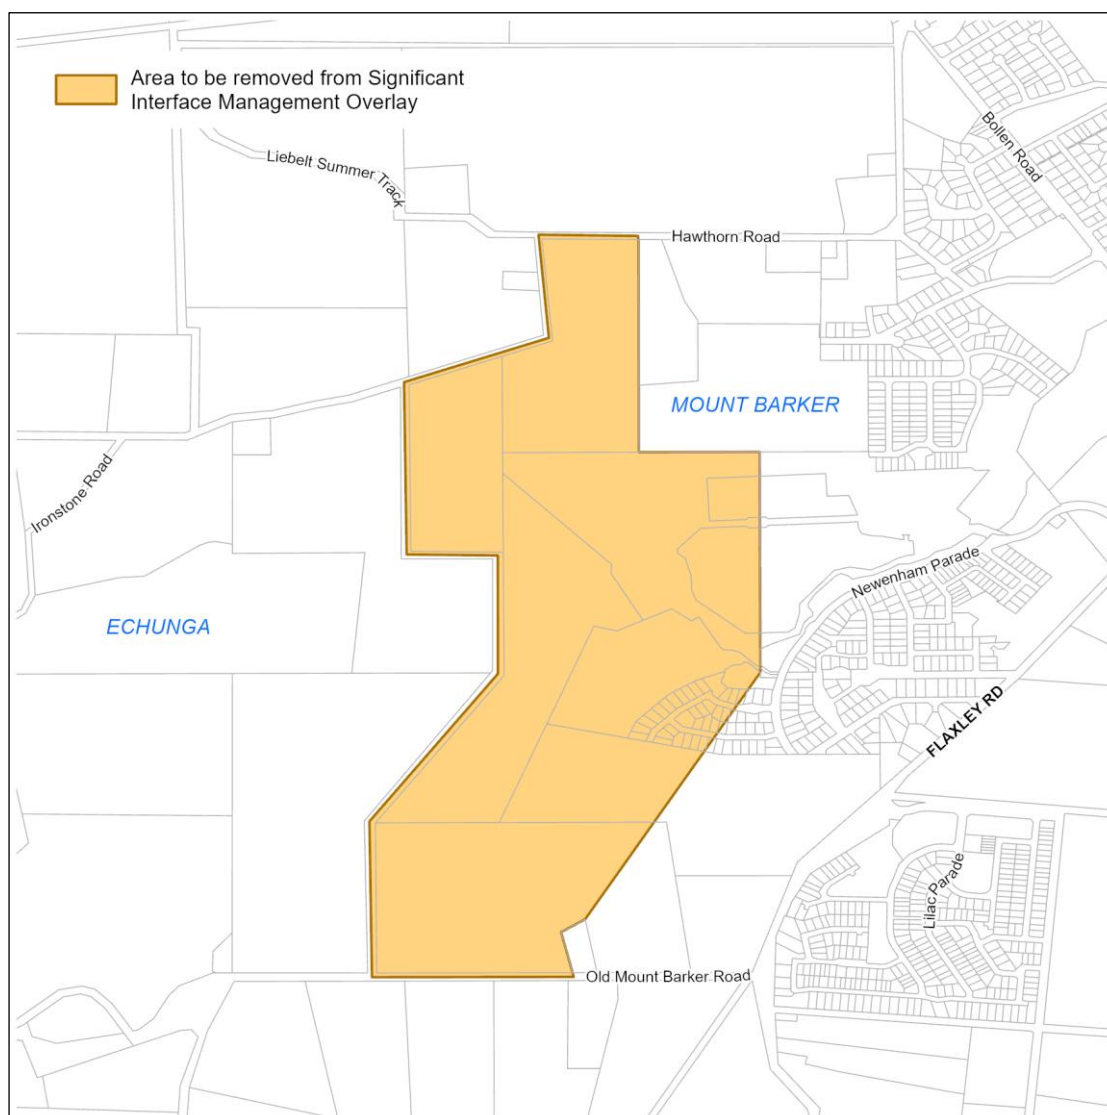 Area to be removed from Significant
Interface Management Overlay
Bollen Road
Liebelt Summer Track
Hawthorn Road
MOUNT BARKER
Ironstone Road
Newenham Parade
ECHUNGA
FLAXLEY RD
Lilac Parade
Old Mount Barker Road